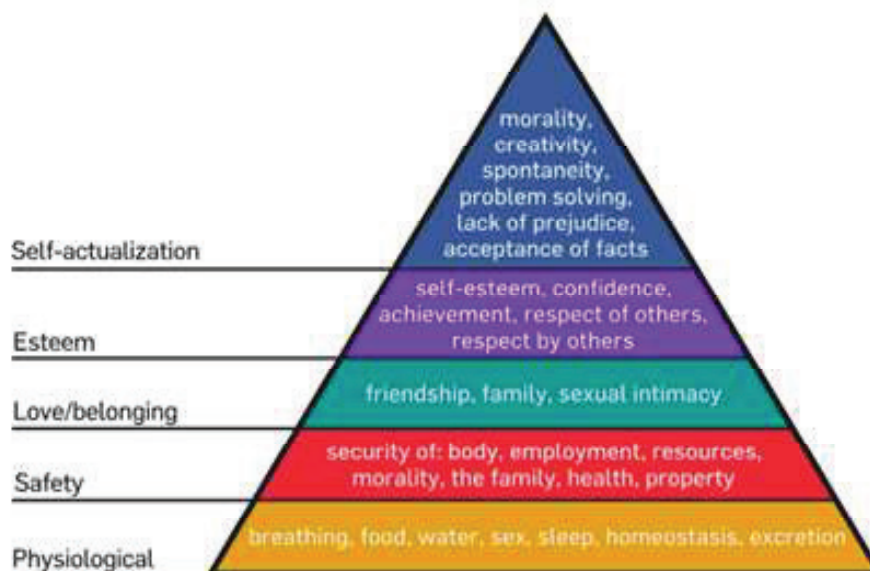 morality,
creativity,
spontaneity,
problem solving,
lack of prejudice,
acceptance of facts
Self-actualization
self-esteem, confidence,
achievement, respect of others,
respect by others
Esteem
friendship, family, sexual intimacy
Love/belonging
security of: body, employment, resources,
morality, the family, health, property
Safety
breathing, food, water, sex, sleep, homeostasis, excretion
Physiological